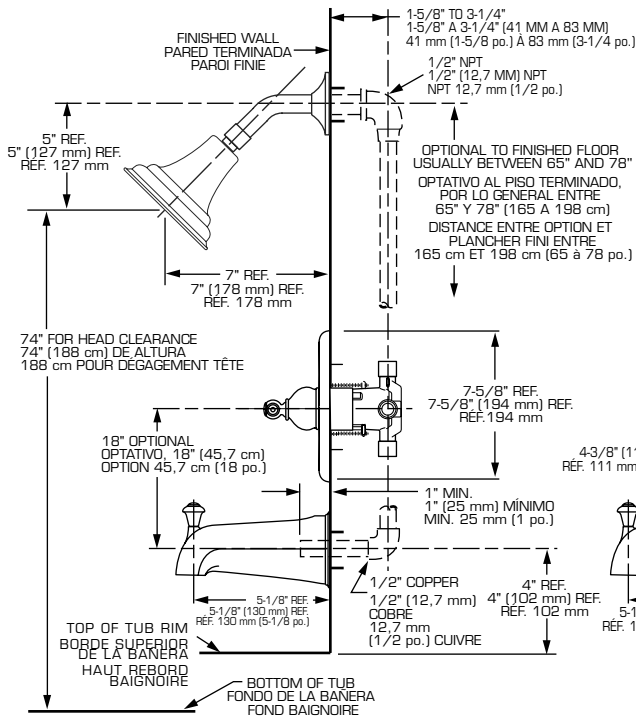 FINISHED WALL
PARED TERMINADA
PAROI FINIE
1-5/8" TO 3-1/4"
1-5/8" A 3-1/4" (41 MM A 83 MM)
41 mm (1-5/8 po.) À 83 mm (3-1/4 po.)
1/2" NPT
1/2" (12,7 MM) NPT
NPT 12,7 mm (1/2 po.)
5" REF.
5" (127 mm) REF.
REF. 127 mm
OPTIONAL TO FINISHED FLOOR
USUALLY BETWEEN 65" AND 78"
OPTATIVO AL PISO TERMINADO,
POR LO GENERAL ENTRE
65" Y 78" (165 A 198 cm)
DISTANCE ENTRE OPTION ET
PLANCHER FINI ENTRE
165 cm ET 198 cm (65 à 78 po.)
7" REF.
7" (178 mm) REF.
RÉF. 178 mm
74" FOR HEAD CLEARANCE
74" (188 cm) DE ALTURA
188 cm POUR DÉGAGEMENT TÊTE
7-5/8" REF.
7-5/8" (194 mm) REF.
RÉF.194 mm
18" OPTIONAL
OPTATIVO, 18" (45,7 cm)
OPTION 45,7 cm (18 po.)
4-3/8" (11
RÉF. 111 mm
1" MIN.
1" (25 mm) MÍNIMO
MIN. 25 mm (1 po.)
5-1/8" REF.
5-1/8" (130 mm) REF.
RÉF. 130 mm (5-1/8 po.)
1/2" COPPER
1/2" (12,7 mm)
COBRE
12,7 mm
(1/2 po.) CUIVRE
4" REF.
4" (102 mm) REF.
RÉF. 102 mm
5-1
RÉF. 1
TOP OF TUB RIM
BORDE SUPERIOR
DE LA BAÑERA
HAUT REBORD
BAIGNOIRE
BOTTOM OF TUB
FONDO DE LA BAÑERA
FOND BAIGNOIRE